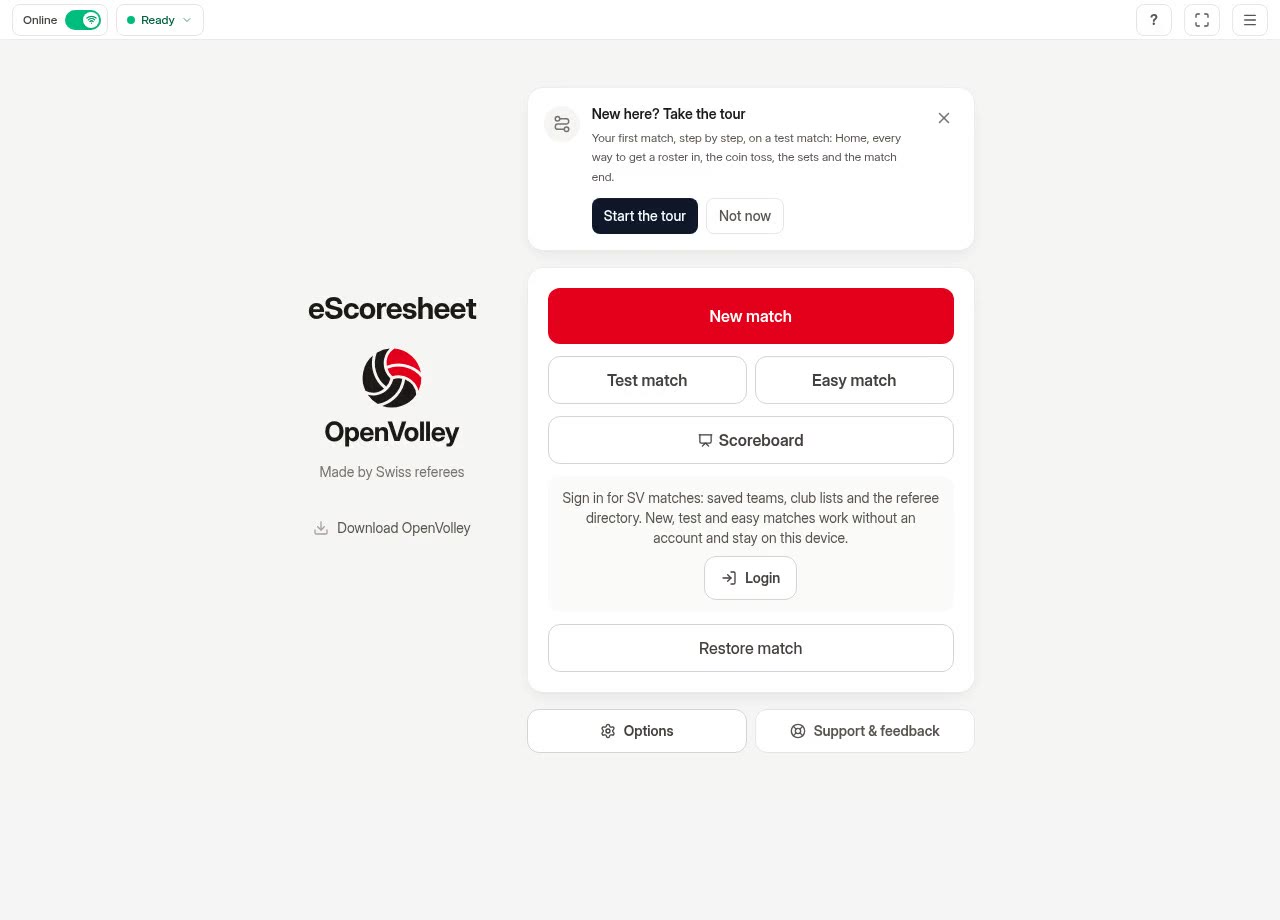 Online
Ready
?
New here? Take the tour
Your first match, step by step, on a test match: Home, every
way to get a roster in, the coin toss, the sets and the match
end.
Start the tour
Not now
eScoresheet
OpenVolley
Made by Swiss referees
Download OpenVolley
New match
Test match
Easy match
Scoreboard
Sign in for SV matches: saved teams, club lists and the referee
directory. New, test and easy matches work without an
account and stay on this device.
Login
Restore match
Options
Support & feedback